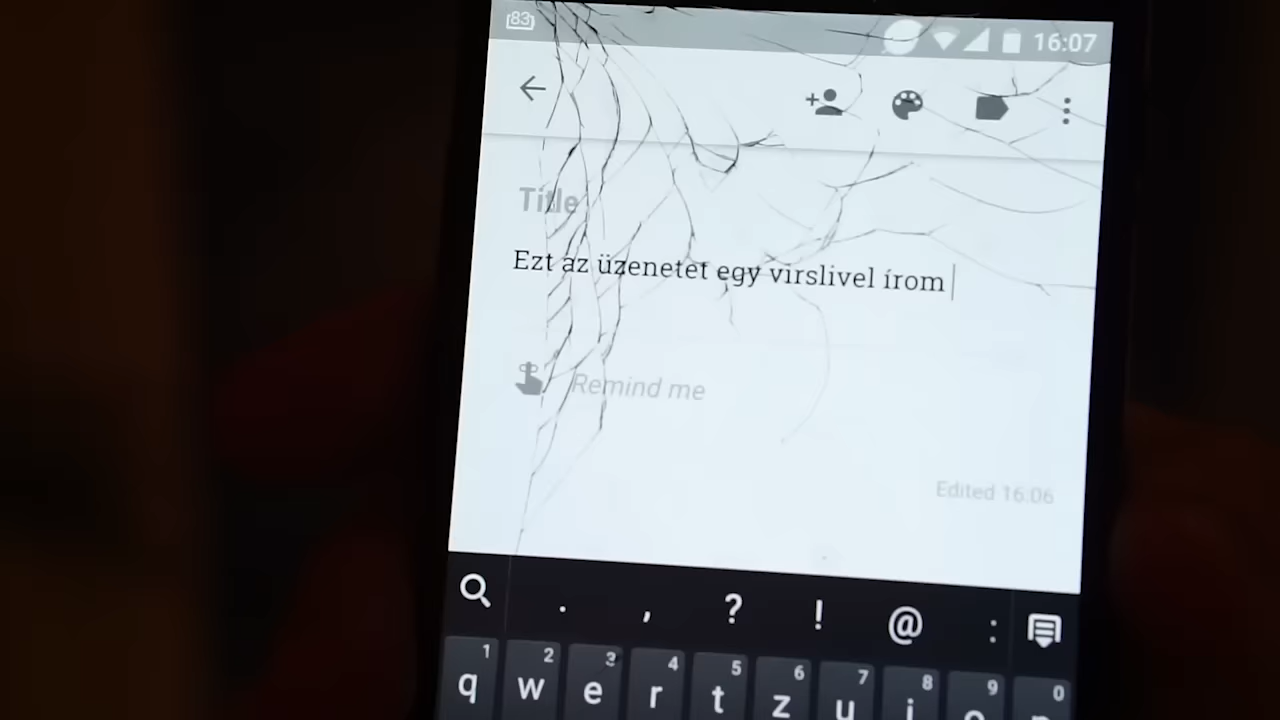 83
16:07
Title
Ezt az üzenetet egy virslivel írom
Remind me
Edited 16:06
. , ? ! @ :
1 2 3 4 5 6 7 8 9 0
q w e r t z u i o p